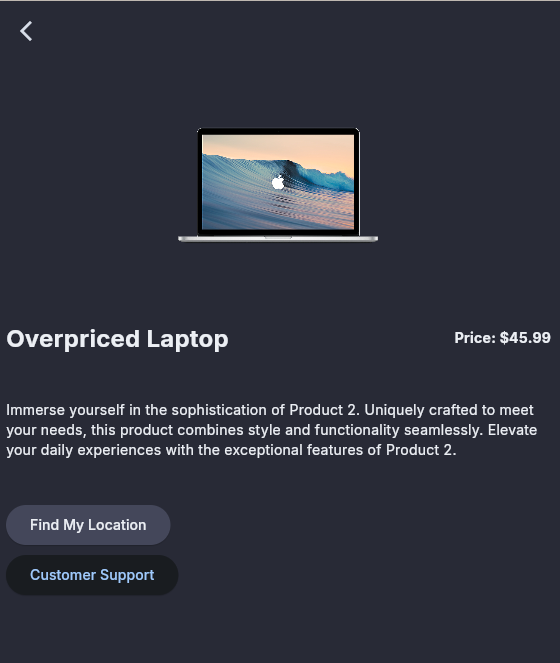 Overpriced Laptop
Price: $45.99
Immerse yourself in the sophistication of Product 2. Uniquely crafted to meet
your needs, this product combines style and functionality seamlessly. Elevate
your daily experiences with the exceptional features of Product 2.
Find My Location
Customer Support